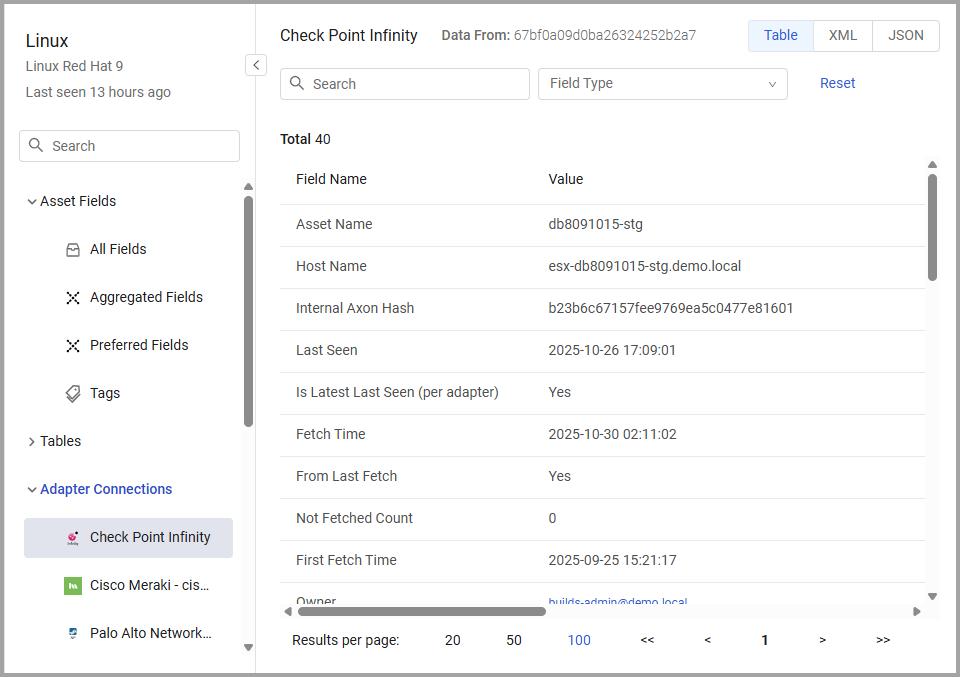 Linux
Linux Red Hat 9
Last seen 13 hours ago
Search
Asset Fields
All Fields
Aggregated Fields
Preferred Fields
Tags
Tables
Adapter Connections
Check Point Infinity
Cisco Meraki - cis...
Palo Alto Network...
Check Point Infinity Data From: 67bf0a09d0ba26324252b2a7
Table XML JSON
Search Field Type Reset
Total 40
Field Name Value
Asset Name db8091015-stg
Host Name esx-db8091015-stg.demo.local
Internal Axon Hash b23b6c67157fee9769ea5c0477e81601
Last Seen 2025-10-26 17:09:01
Is Latest Last Seen (per adapter) Yes
Fetch Time 2025-10-30 02:11:02
From Last Fetch Yes
Not Fetched Count 0
First Fetch Time 2025-09-25 15:21:17
Owner builds-admin@demo.local
Results per page: 20 50 100 << < 1 > >>